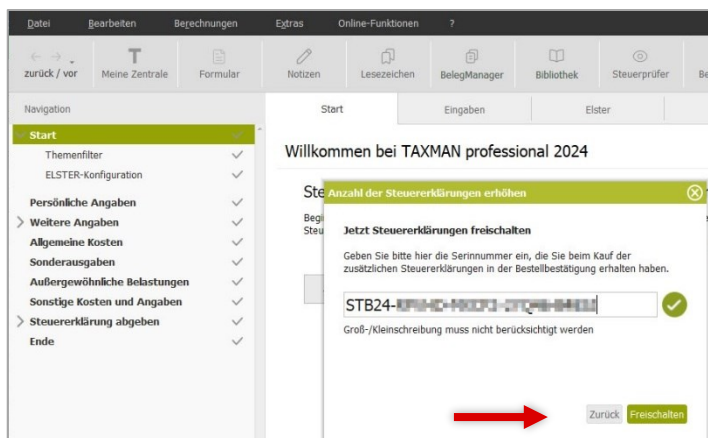 Datei Bearbeiten Berechnungen Extras Online-Funktionen ?
zurück / vor Meine Zentrale Formular Notizen Lesezeichen BelegManager Bibliothek Steuerprüfer
Navigation
Start Eingaben Elster
Start
Themenfilter
ELSTER-Konfiguration
Persönliche Angaben
Weitere Angaben
Allgemeine Kosten
Sonderausgaben
Außergewöhnliche Belastungen
Sonstige Kosten und Angaben
Steuererklärung abgeben
Ende
Willkommen bei TAXMAN professional 2024
Anzahl der Steuererklärungen erhöhen
Jetzt Steuererklärungen freischalten
Geben Sie bitte hier die Serinnummer ein, die Sie beim Kauf der
zusätzlichen Steuererklärungen in der Bestellbestätigung erhalten haben.
STB24-
Groß-/Kleinschreibung muss nicht berücksichtigt werden
Zurück Freischalten